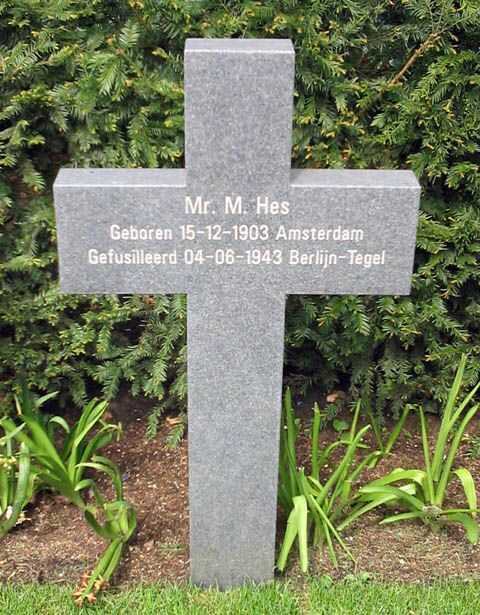 Mr. M. Hes
Geboren 15-12-1903 Amsterdam
Gefusilleerd 04-06-1943 Berlijn-Tegel